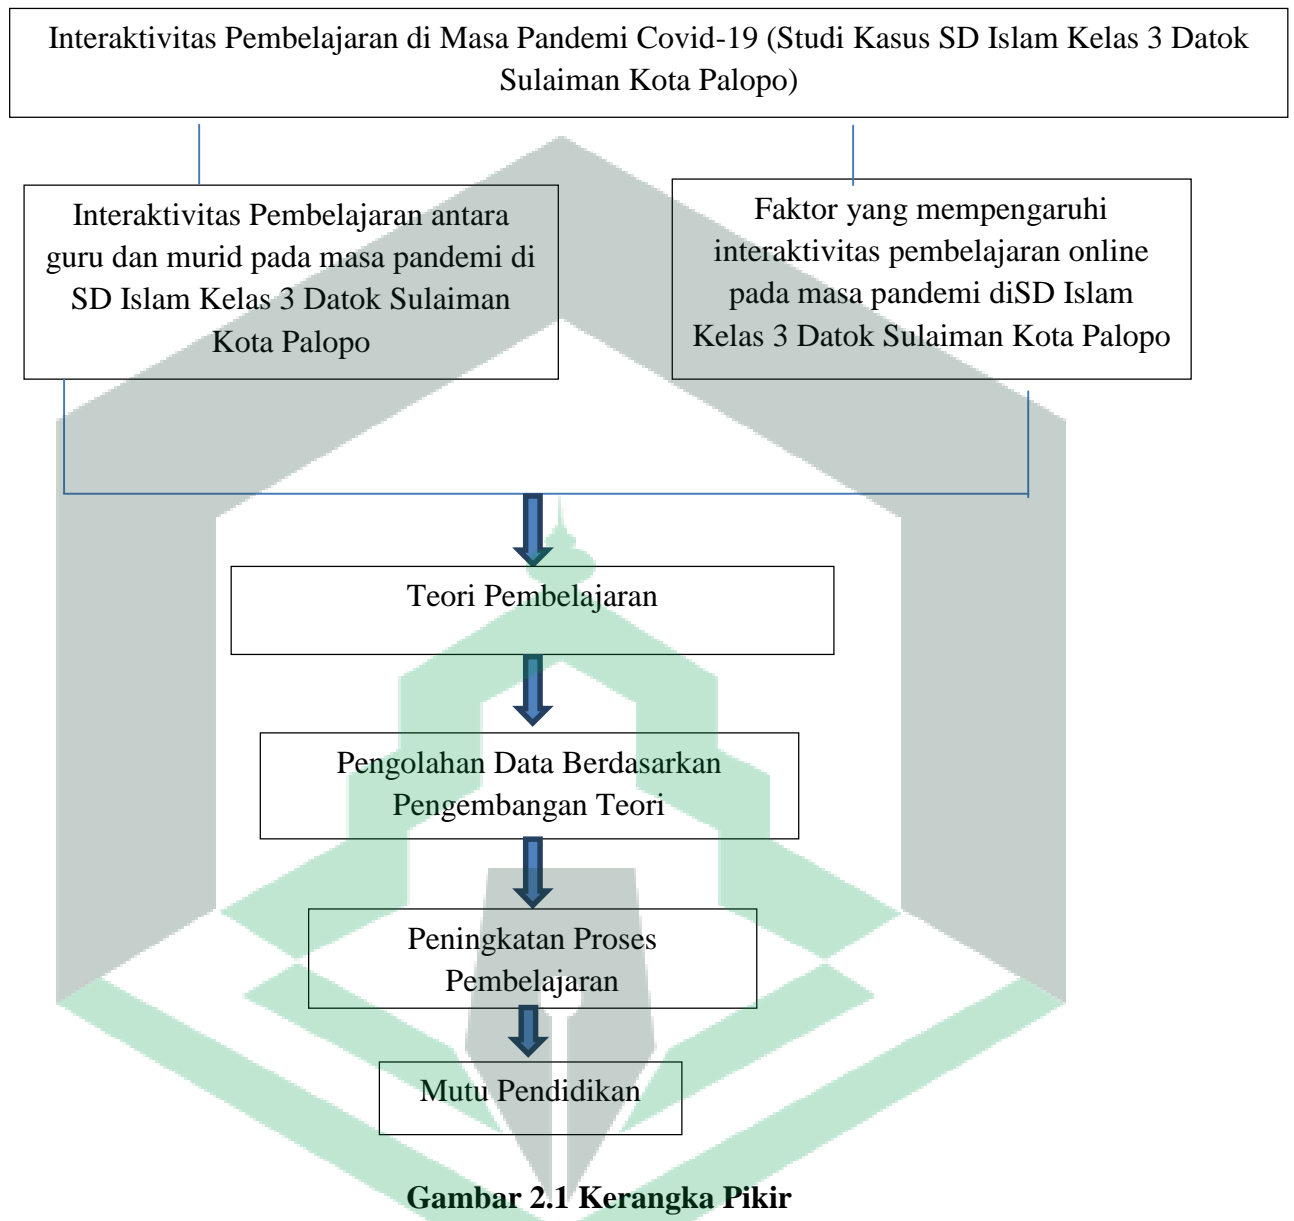 Interaktivitas Pembelajaran di Masa Pandemi Covid-19 (Studi Kasus SD Islam Kelas 3 Datok
Sulaiman Kota Palopo)
Interaktivitas Pembelajaran antara
guru dan murid pada masa pandemi di
SD Islam Kelas 3 Datok Sulaiman
Kota Palopo
Faktor yang mempengaruhi
interaktivitas pembelajaran online
pada masa pandemi diSD Islam
Kelas 3 Datok Sulaiman Kota Palopo
Teori Pembelajaran
Pengolahan Data Berdasarkan
Pengembangan Teori
Peningkatan Proses
Pembelajaran
Mutu Pendidikan
Gambar 2.1 Kerangka Pikir